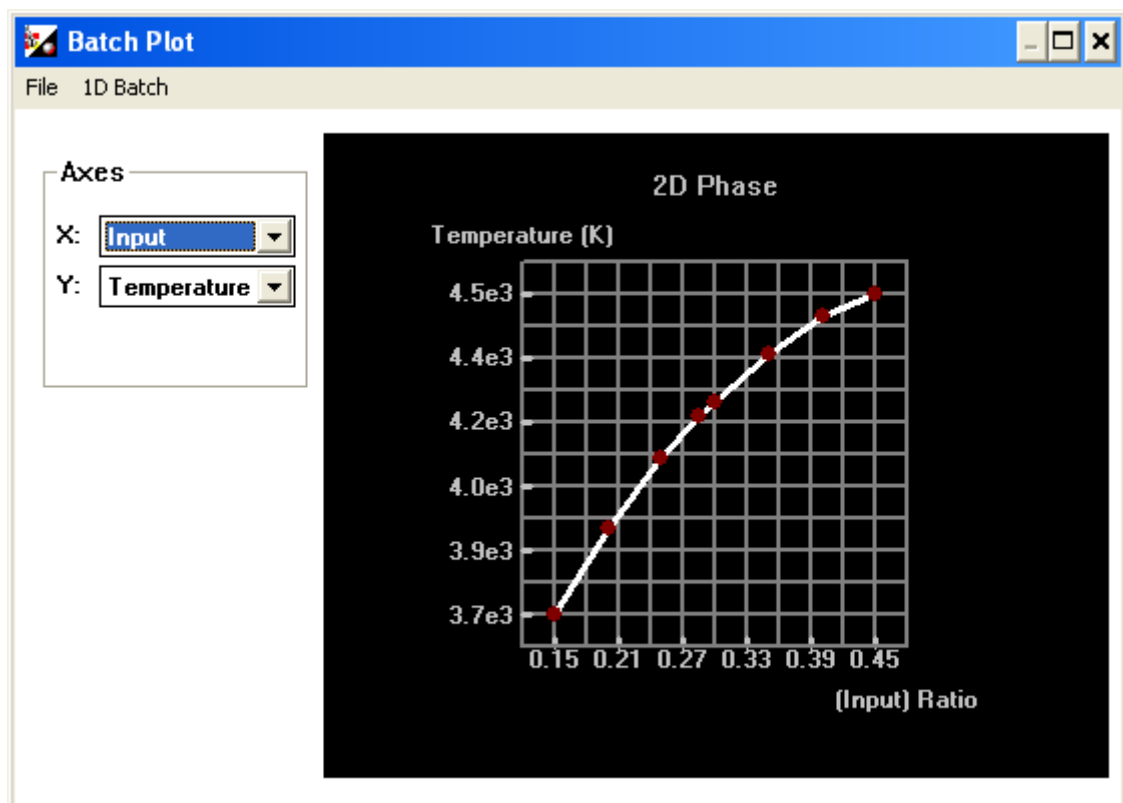 Batch Plot
File 1D Batch
Axes
X: Input
Y: Temperature
2D Phase
Temperature (K)
4.5e3
4.4e3
4.2e3
4.0e3
3.9e3
3.7e3
0.15 0.21 0.27 0.33 0.39 0.45
(Input) Ratio